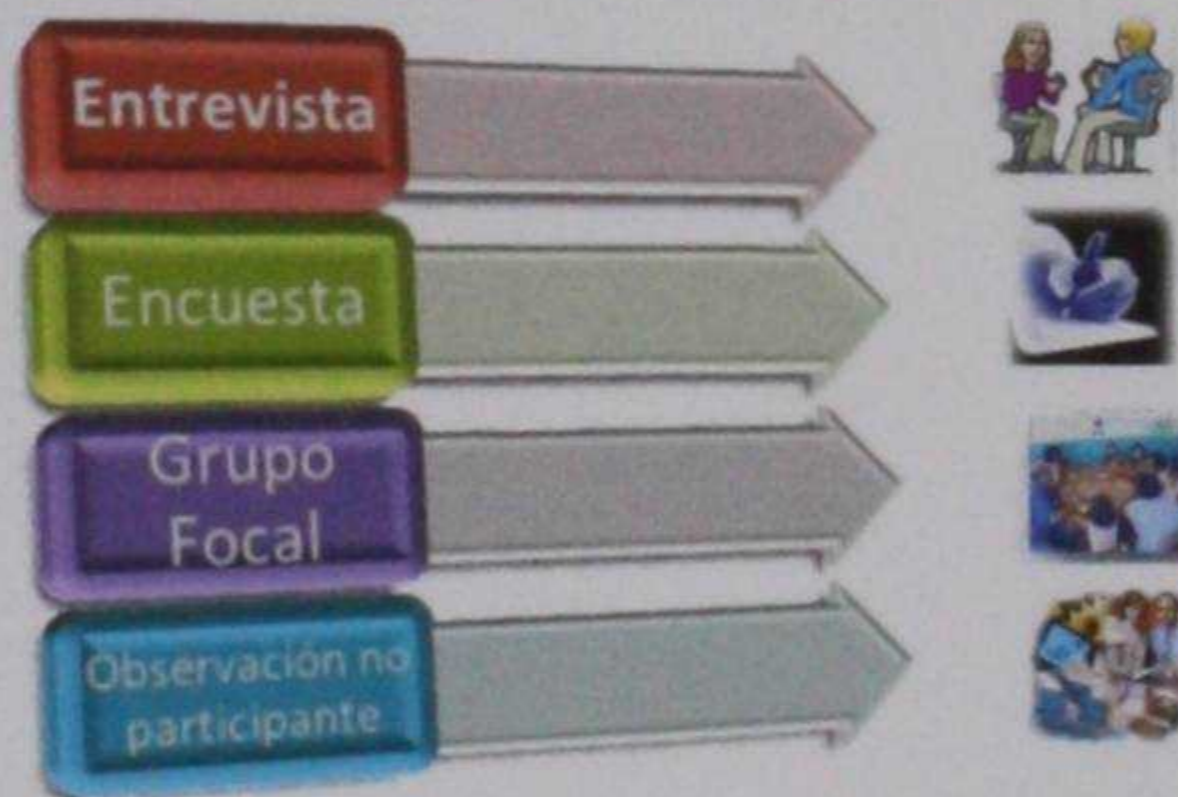 Entrevista
Encuesta
Grupo
Focal
Observación no
participante